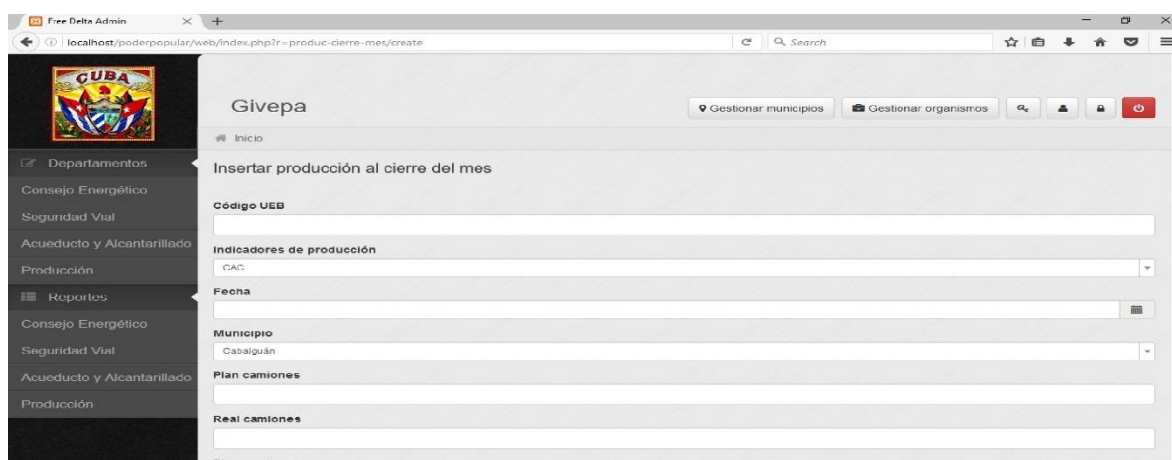 Free Delta Admin
localhost/poderpopular/web/index.php?r=produc-cierre-mes/create
Search
CUBA
Givepa
Gestionar municipios
Gestionar organismos
Inicio
Departamentos
Consejo Energético
Seguridad Vial
Acueducto y Alcantarillado
Producción
Reportes
Consejo Energético
Seguridad Vial
Acueducto y Alcantarillado
Producción
Insertar producción al cierre del mes
Código UEB
Indicadores de producción
CAC
Fecha
Municipio
Cabaiguán
Plan camiones
Real camiones